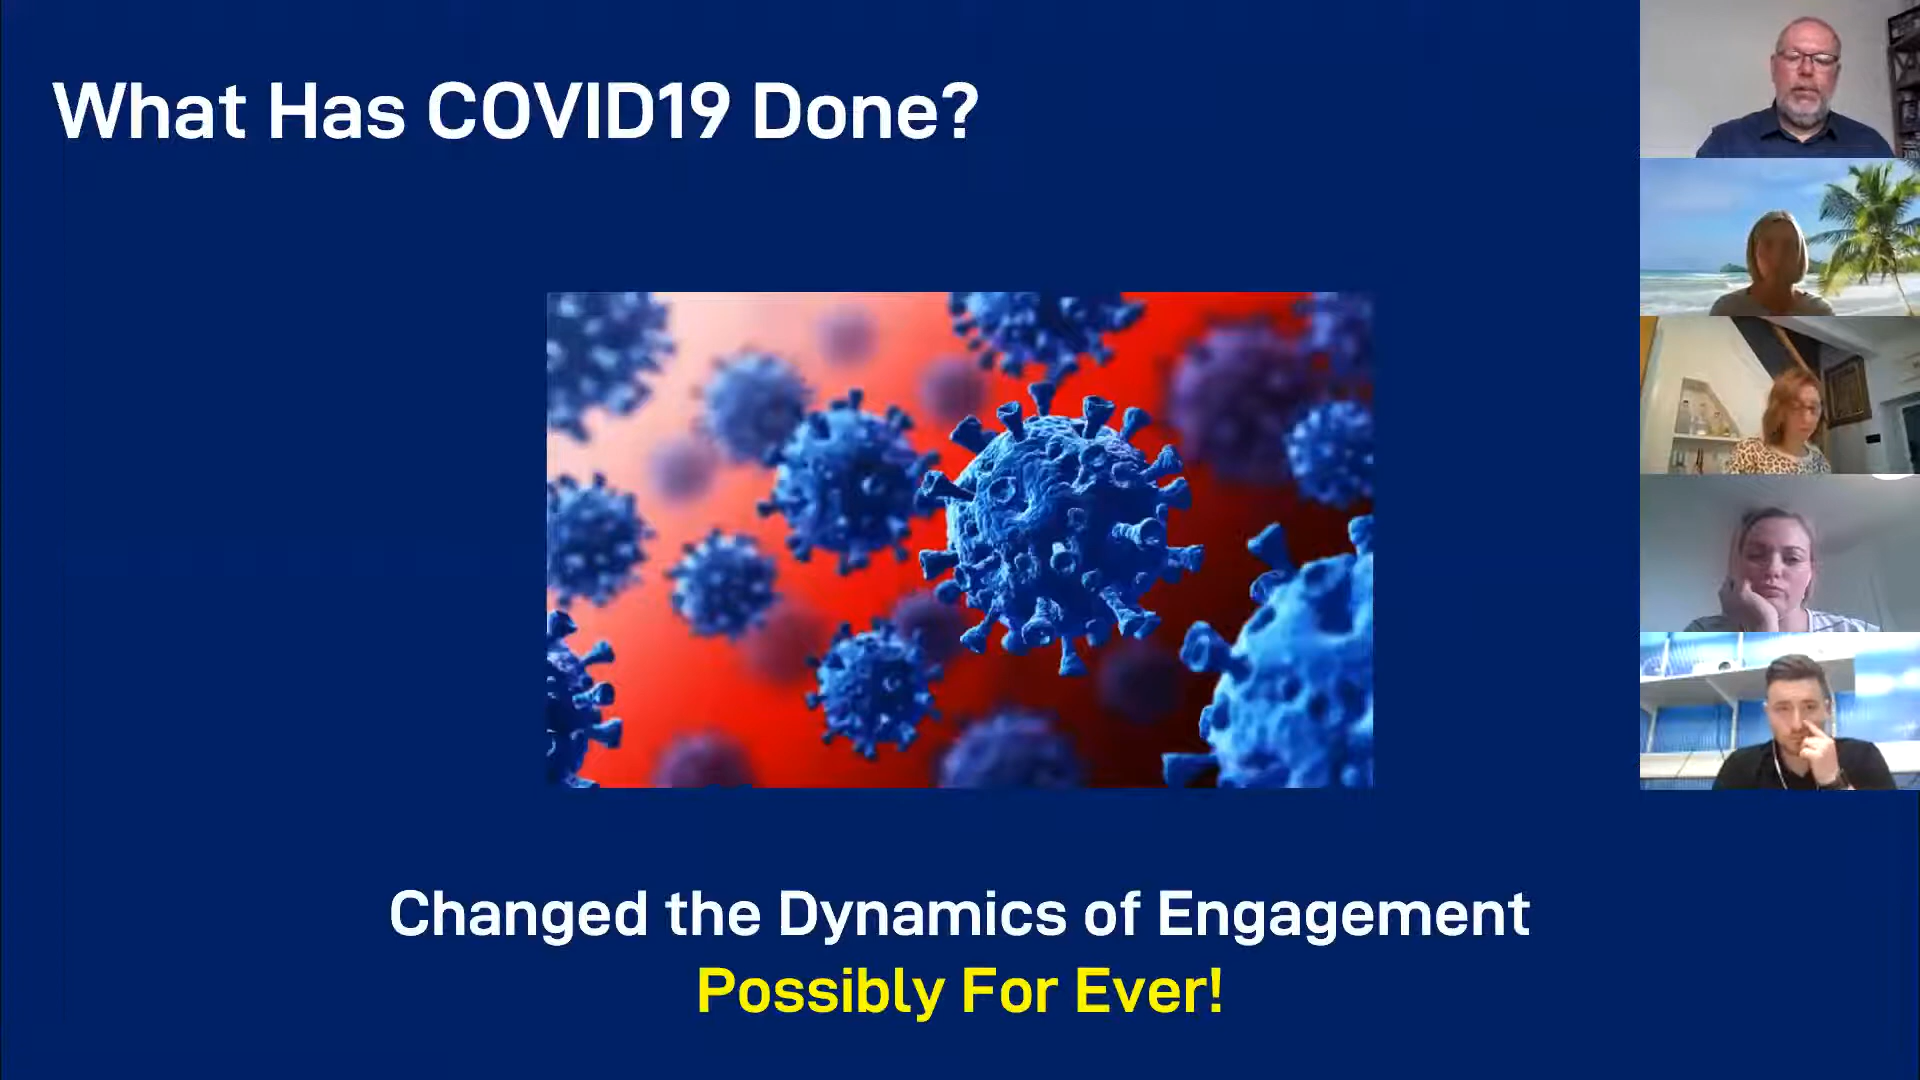 What Has COVID19 Done?
Changed the Dynamics of Engagement
Possibly For Ever!